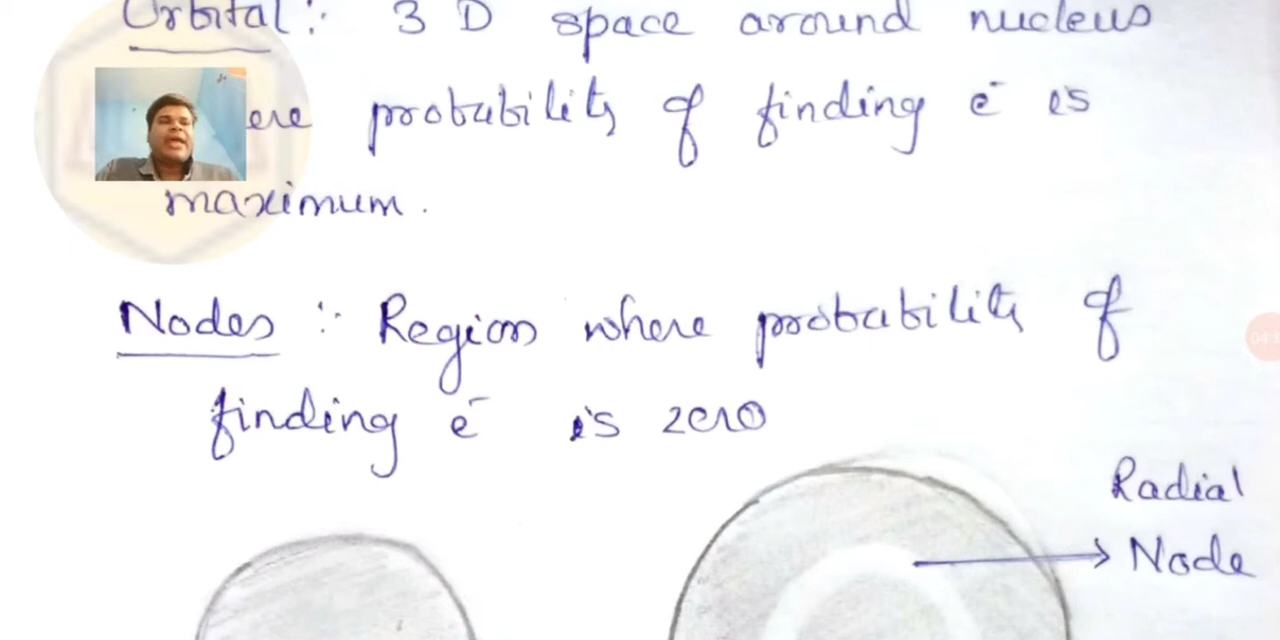 Orbital :- 3 D space around nucleus
ere probability of finding e⁻ is
maximum.
Nodes :- Region where probability of
finding e⁻ is zero
Radial
Node